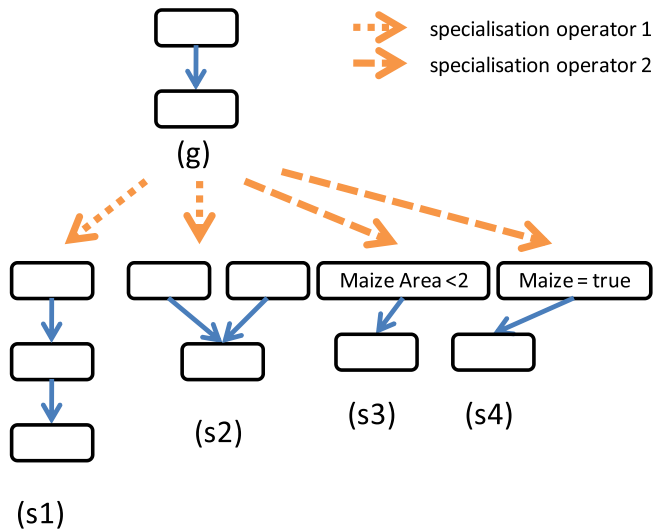 specialisation operator 1
specialisation operator 2
(g)
Maize Area <2
Maize = true
(s1)
(s2)
(s3)
(s4)